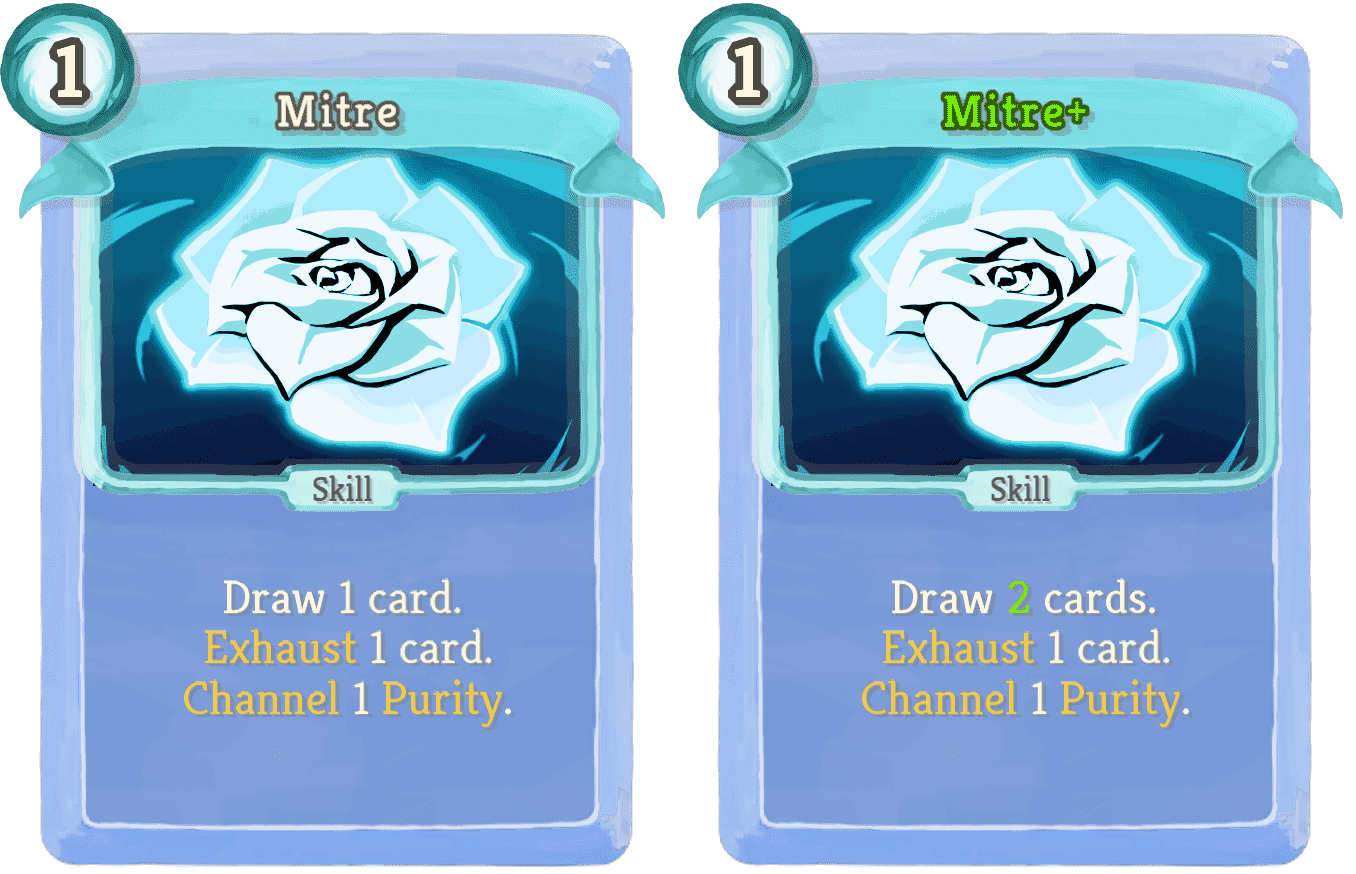 1
Mitre
Skill
Draw 1 card.
Exhaust 1 card.
Channel 1 Purity.
1
Mitre+
Skill
Draw 2 cards.
Exhaust 1 card.
Channel 1 Purity.